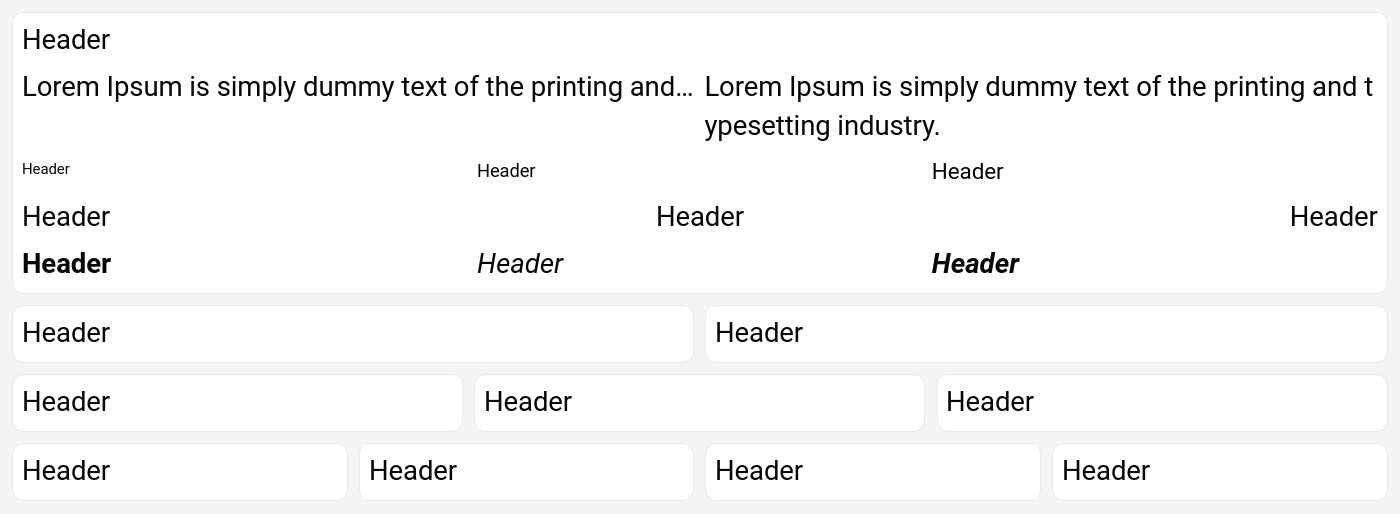 Header
Lorem Ipsum is simply dummy text of the printing and... Lorem Ipsum is simply dummy text of the printing and t
ypesetting industry.
Header Header Header
Header Header Header
Header Header Header
Header Header
Header Header Header
Header Header Header Header